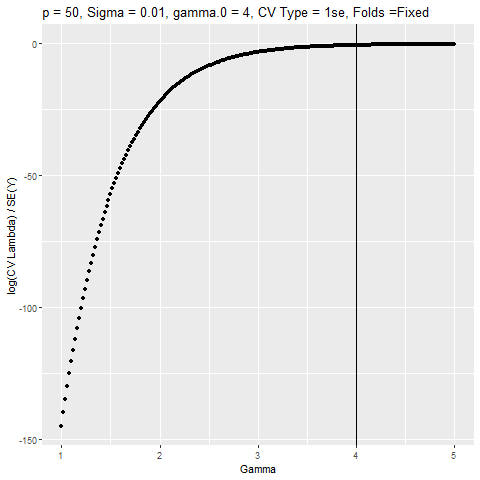 p = 50, Sigma = 0.01, gamma.0 = 4, CV Type = 1se, Folds =Fixed
log(CV Lambda) / SE(Y)
0
-50
-100
-150
1 2 3 4 5
Gamma